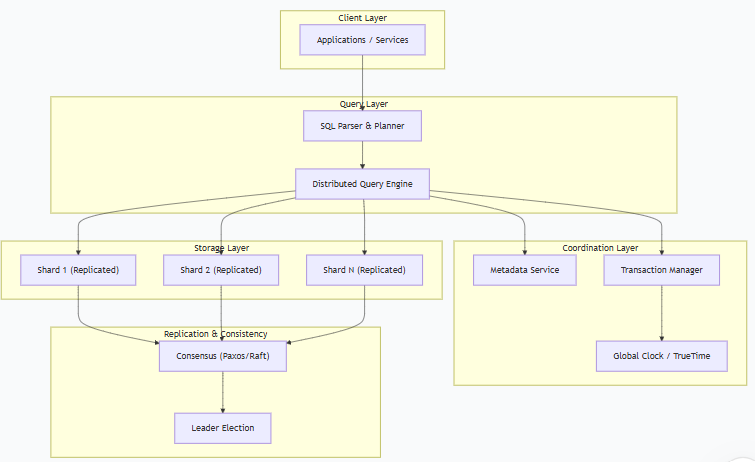 Client Layer
Applications / Services
Query Layer
SQL Parser & Planner
Distributed Query Engine
Storage Layer
Shard 1 (Replicated)
Shard 2 (Replicated)
Shard N (Replicated)
Coordination Layer
Metadata Service
Transaction Manager
Global Clock / TrueTime
Replication & Consistency
Consensus (Paxos/Raft)
Leader Election